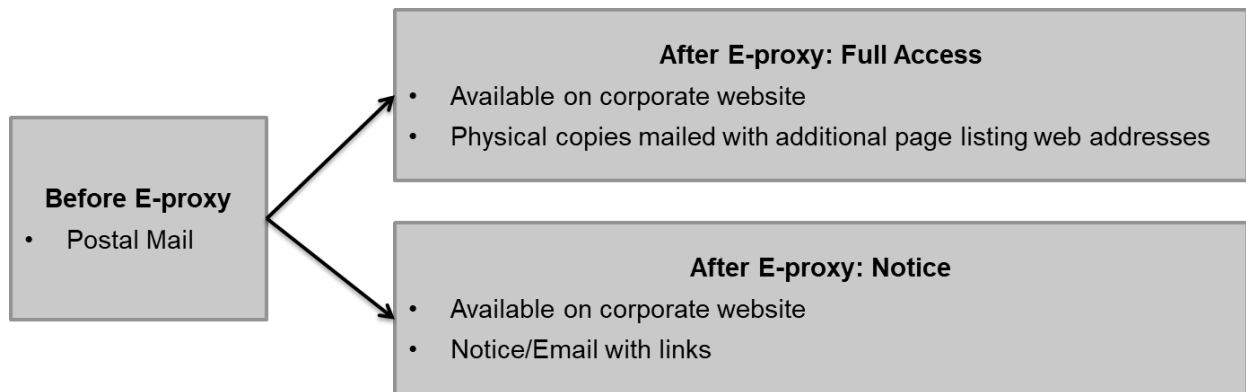 Before E-proxy
• Postal Mail
After E-proxy: Full Access
• Available on corporate website
• Physical copies mailed with additional page listing web addresses
After E-proxy: Notice
• Available on corporate website
• Notice/Email with links